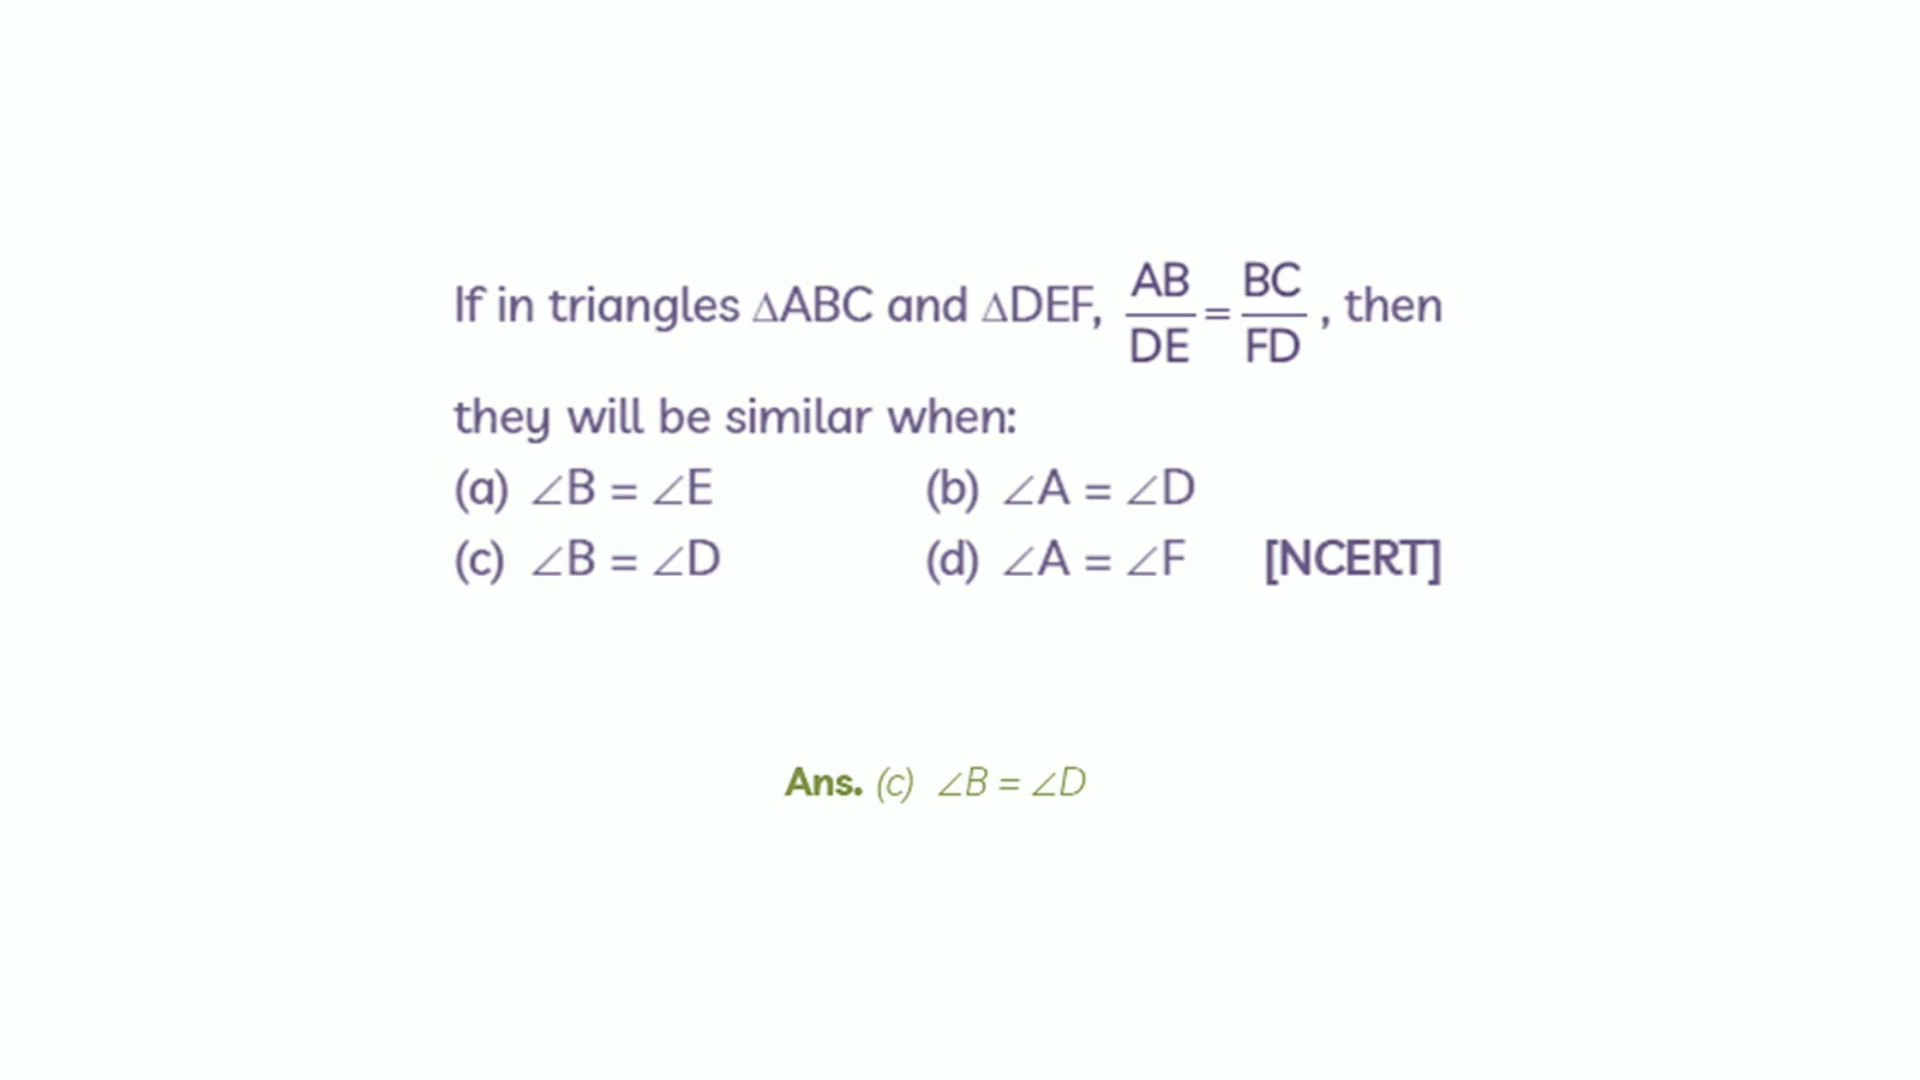 If in triangles ΔABC and ΔDEF, AB/DE = BC/FD , then
they will be similar when:
(a) ∠B = ∠E (b) ∠A = ∠D
(c) ∠B = ∠D (d) ∠A = ∠F [NCERT]
Ans. (c) ∠B = ∠D